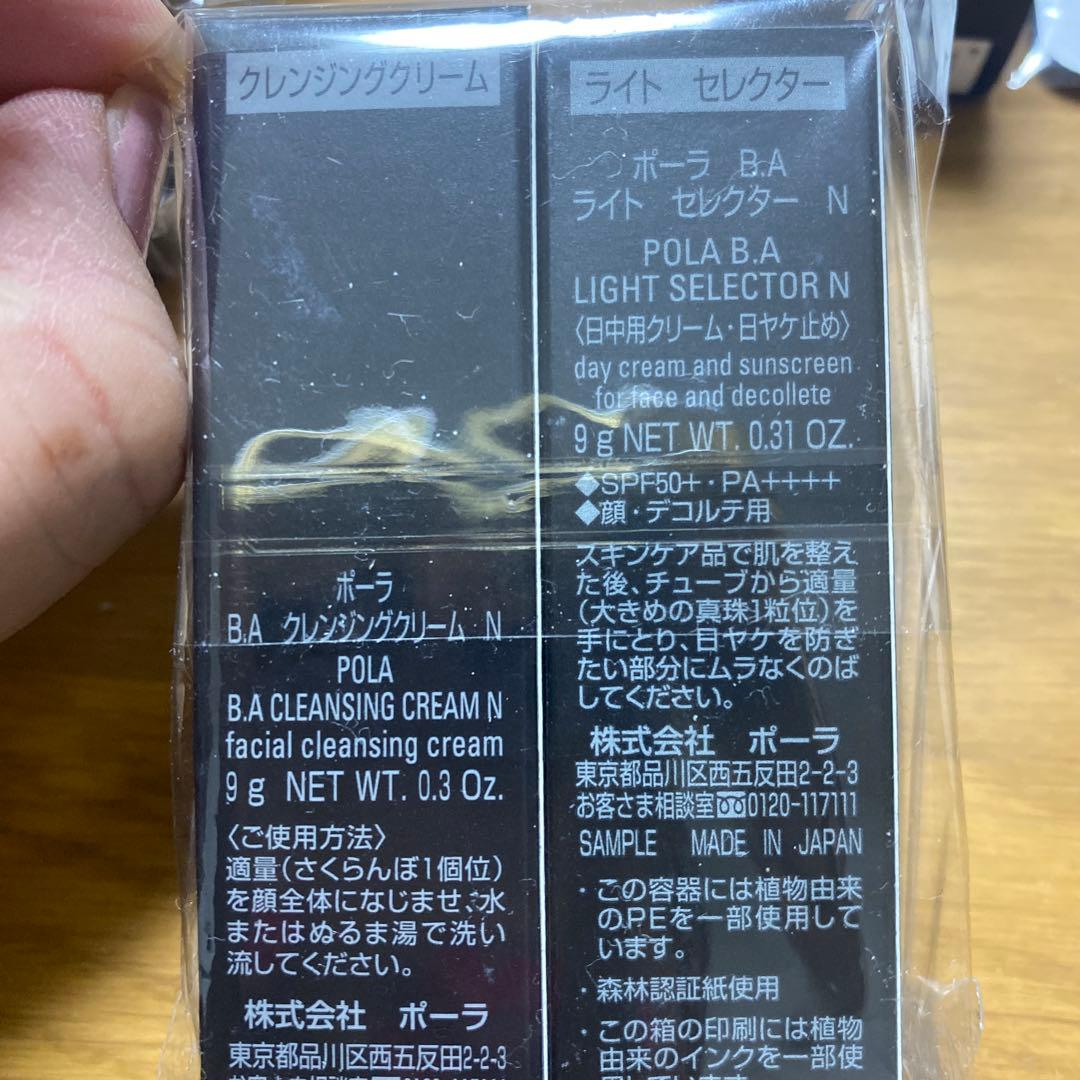 クレンジングクリーム
ポーラ
B.A クレンジングクリーム N
POLA
B.A CLEANSING CREAM N
facial cleansing cream
9 g NET WT. 0.3 Oz.
〈ご使用方法〉
適量(さくらんぼ1個位)
を顔全体になじませ、水
またはぬるま湯で洗い
流してください。
株式会社 ポーラ
東京都品川区西五反田2-2-3
ライト セレクター
ポーラ B.A
ライト セレクター N
POLA B.A
LIGHT SELECTOR N
〈日中用クリーム・日ヤケ止め〉
day cream and sunscreen
for face and decollete
9 g NET WT. 0.31 OZ.
◆SPF50+・PA++++
◆顔・デコルテ用
スキンケア品で肌を整え
た後、チューブから適量
(大きめの真珠1粒位)を
手にとり、日ヤケを防ぎ
たい部分にムラなくのば
してください。
株式会社 ポーラ
東京都品川区西五反田2-2-3
お客さま相談室 0120-117111
SAMPLE MADE IN JAPAN
・この容器には植物由来
のPEを一部使用して
います。
・森林認証紙使用
・この箱の印刷には植物
由来のインクを一部使